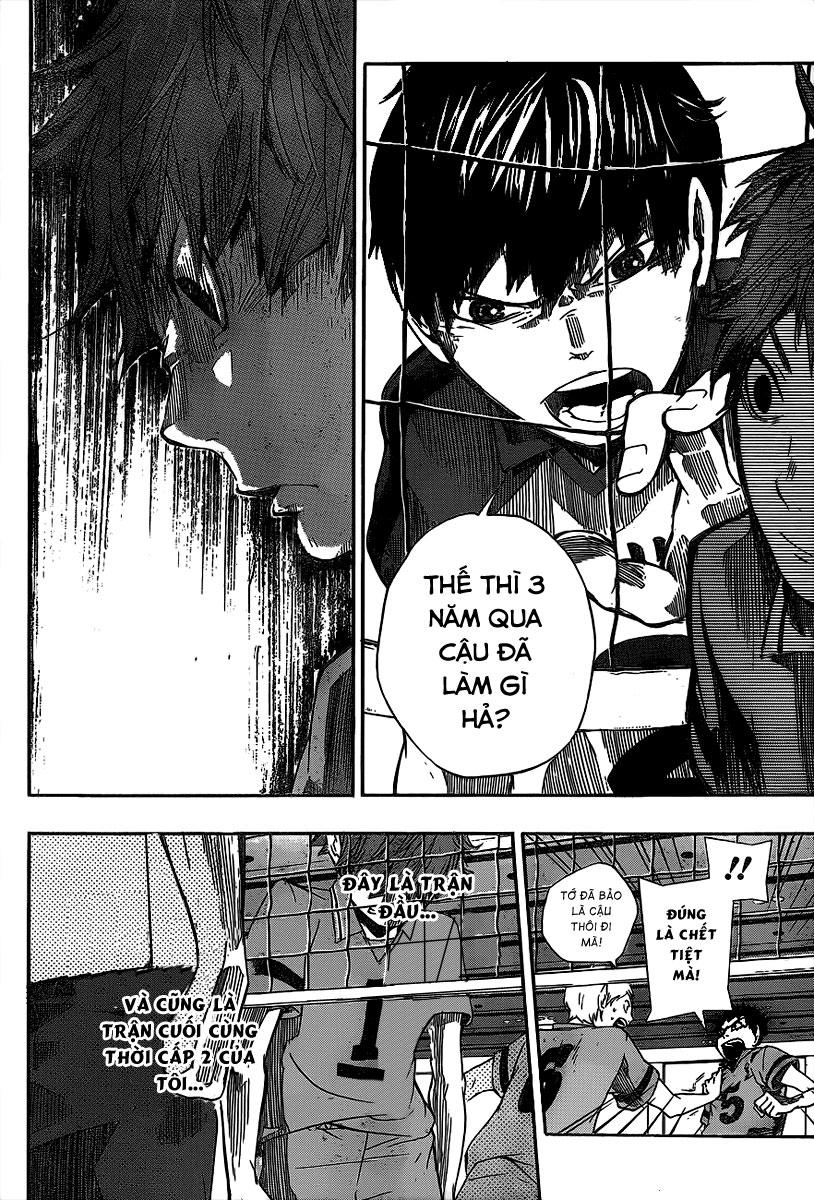 THẾ THÌ 3
NĂM QUA
CẬU ĐÃ
LÀM GÌ
HẢ?
!!
ĐÚNG
LÀ CHẾT
TIỆT
MÀ!
TỚ ĐÃ BẢO
LÀ CẬU
THÔI ĐI
MÀ!
ĐÂY LÀ TRẬN
ĐẦU...
VÀ CŨNG LÀ
TRẬN CUỐI CÙNG
THỜI CẤP 2 CỦA
TÔI...
1
5